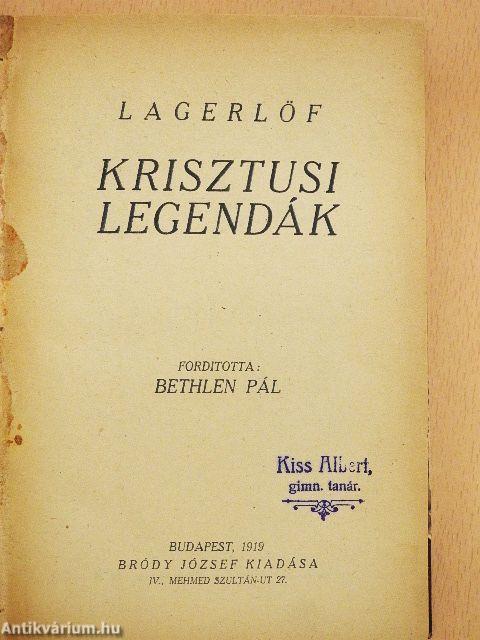 LAGERLÖF
KRISZTUSI
LEGENDÁK
FORDITOTTA:
BETHLEN PÁL
Kiss Albert,
gimn. tanár.
BUDAPEST, 1919
BRÓDY JÓZSEF KIADÁSA
IV., MEHMED SZULTÁN-UT 27.
Antikvárium.hu